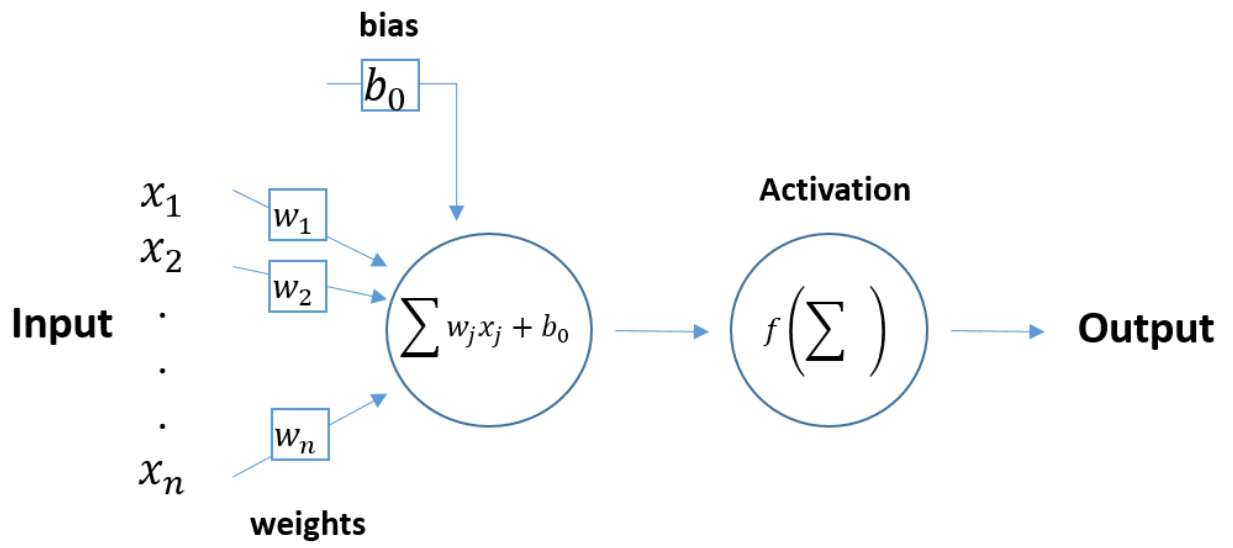 bias
b₀
x₁
w₁
Activation
x₂
w₂
Input
.
.
.
∑ wⱼxⱼ + b₀
f(∑ )
Output
wₙ
xₙ
weights